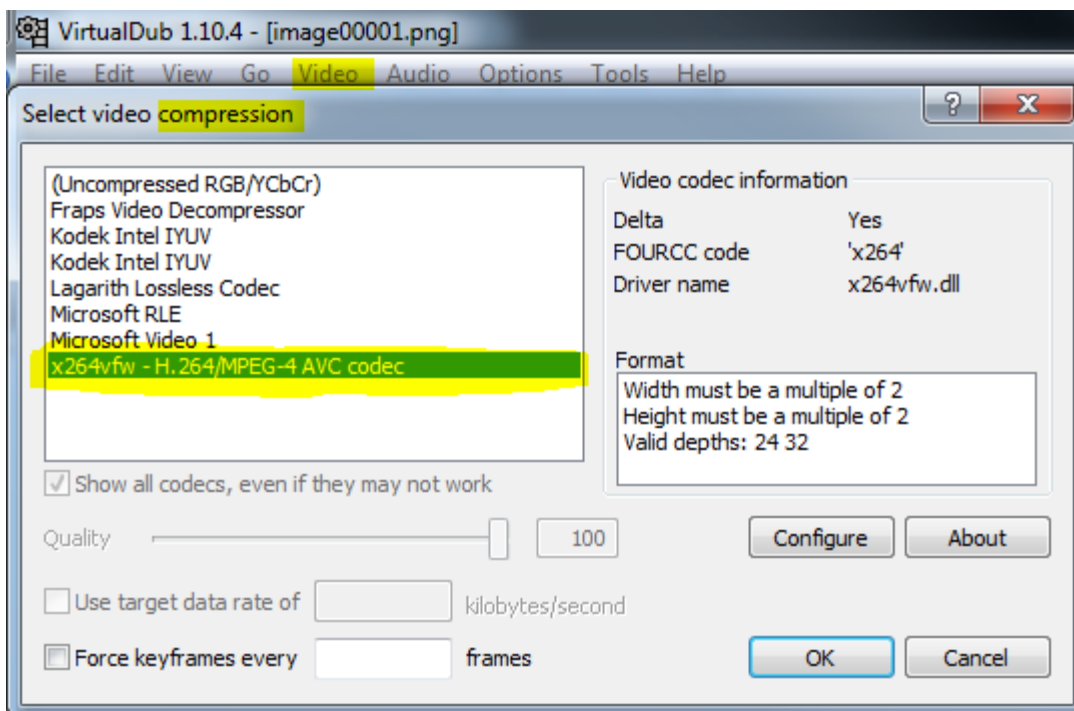 VirtualDub 1.10.4 - [image00001.png]
File Edit View Go Video Audio Options Tools Help
Select video compression
(Uncompressed RGB/YCbCr)
Fraps Video Decompressor
Kodek Intel IYUV
Kodek Intel IYUV
Lagarith Lossless Codec
Microsoft RLE
Microsoft Video 1
x264vfw - H.264/MPEG-4 AVC codec
Show all codecs, even if they may not work
Video codec information
Delta Yes
FOURCC code 'x264'
Driver name x264vfw.dll
Format
Width must be a multiple of 2
Height must be a multiple of 2
Valid depths: 24 32
Quality 100
Configure About
Use target data rate of kilobytes/second
Force keyframes every frames
OK Cancel